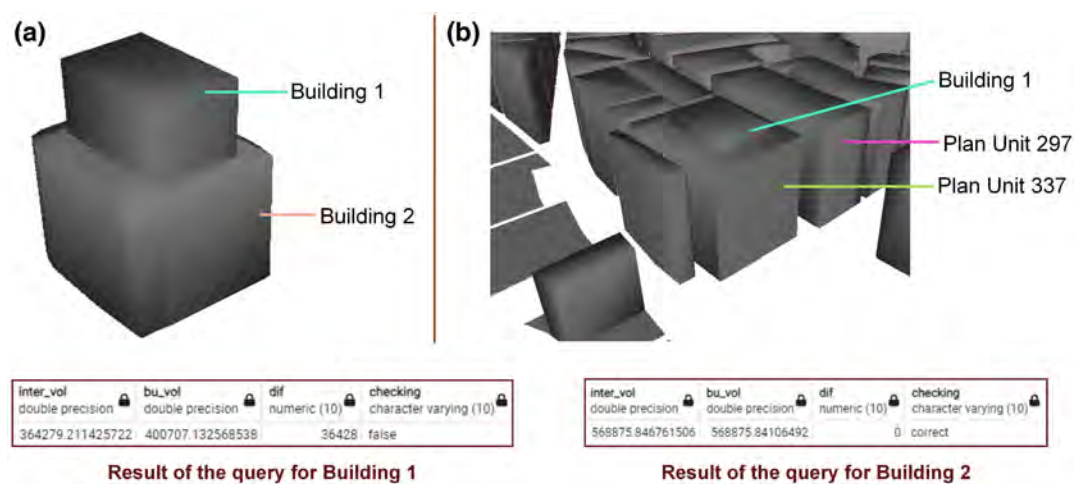 (a)
Building 1
Building 2
(b)
Building 1
Plan Unit 297
Plan Unit 337
inter_vol bu_vol dif checking
double precision double precision numeric (10) character varying (10)
364279.211425722 400707.132568538 36428 false
Result of the query for Building 1
inter_vol bu_vol dif checking
double precision double precision numeric (10) character varying (10)
568875.846761506 568875.84106492 0 correct
Result of the query for Building 2